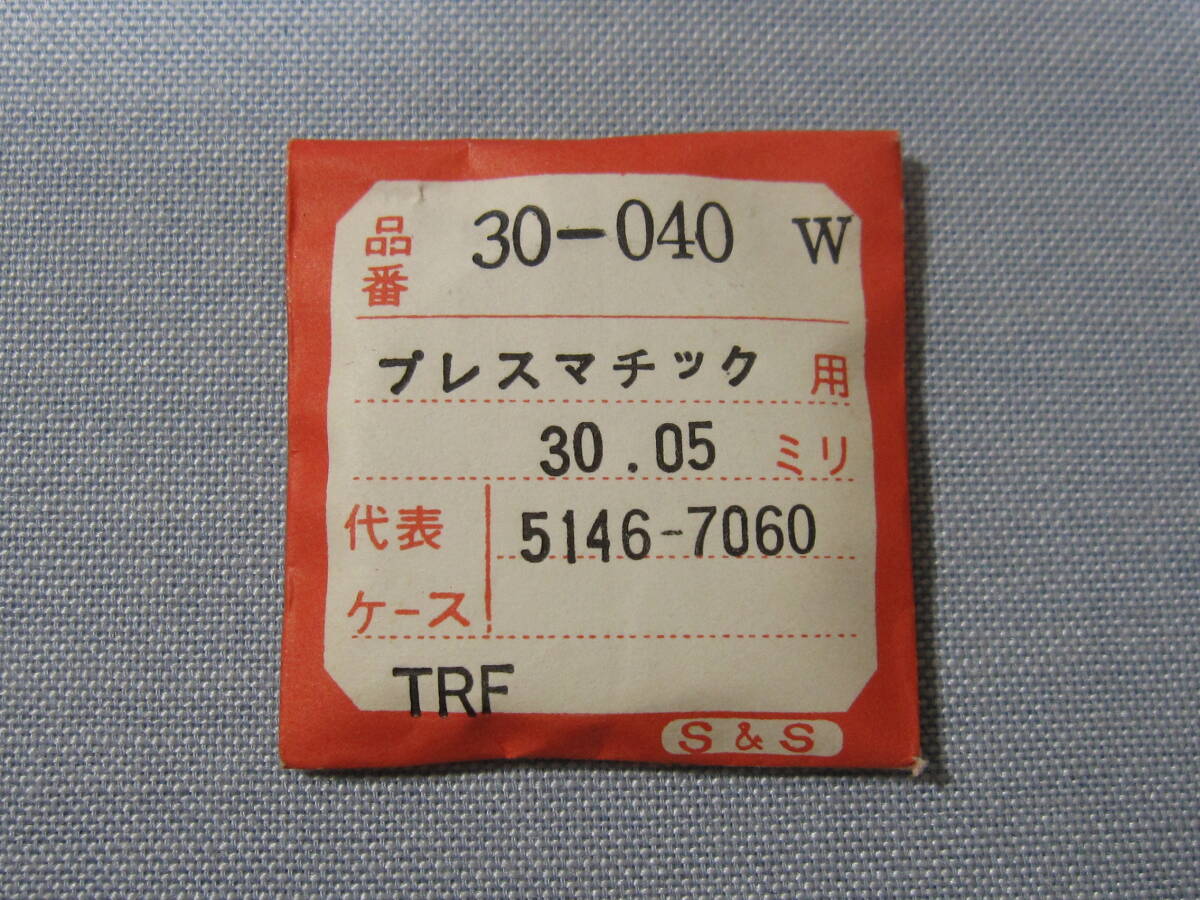 品番 30-040 W
プレスマチック 用
30.05 ミリ
代表ケース 5146-7060
TRF
S & S